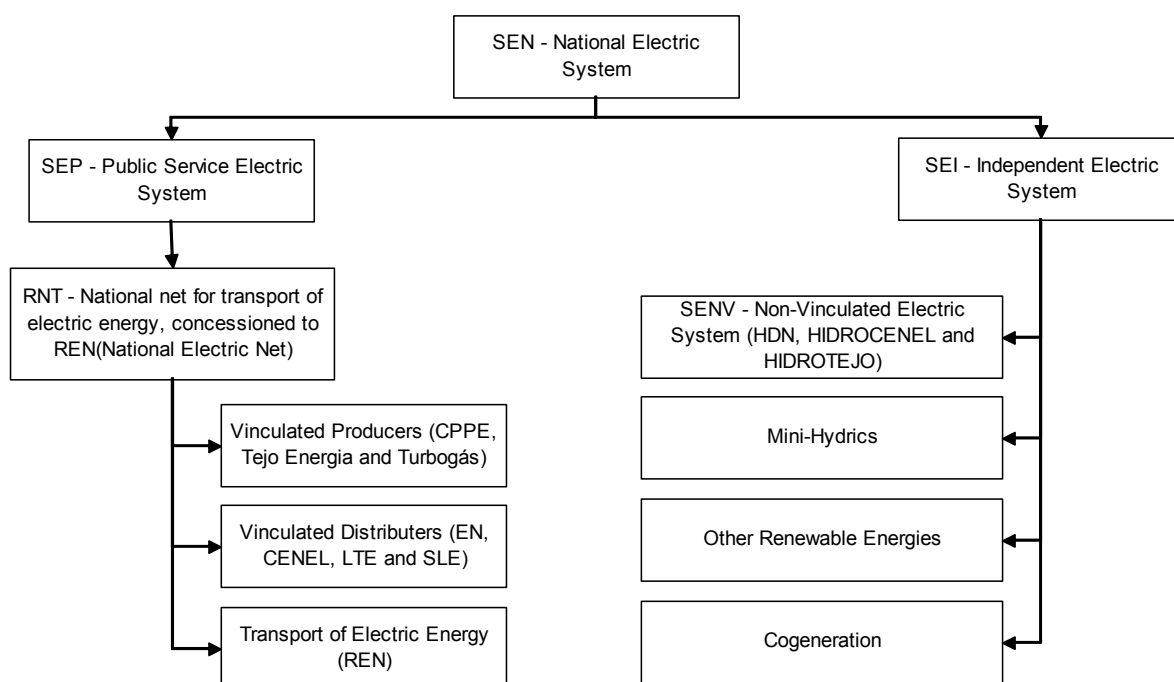 SEN - National Electric
System
SEP - Public Service Electric
System
SEI - Independent Electric
System
RNT - National net for transport of
electric energy, concessioned to
REN(National Electric Net)
SENV - Non-Vinculated Electric
System (HDN, HIDROCENEL and
HIDROTEJO)
Vinculated Producers (CPPE,
Tejo Energia and Turbogás)
Mini-Hydrics
Vinculated Distributers (EN,
CENEL, LTE and SLE)
Other Renewable Energies
Transport of Electric Energy
(REN)
Cogeneration